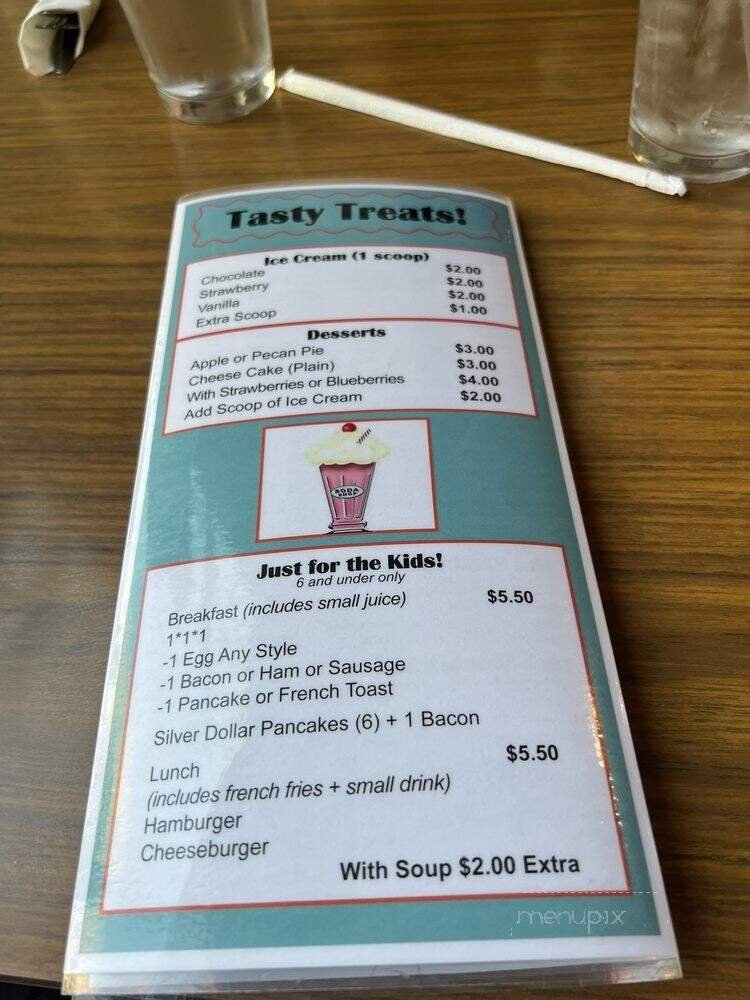 Tasty Treats!
Ice Cream (1 scoop)
Chocolate $2.00
Strawberry $2.00
Vanilla $2.00
Extra Scoop $1.00
Desserts
Apple or Pecan Pie $3.00
Cheese Cake (Plain) $3.00
With Strawberries or Blueberries $4.00
Add Scoop of Ice Cream $2.00
SODA
SHOP
Just for the Kids!
6 and under only
Breakfast (includes small juice) $5.50
1*1*1
-1 Egg Any Style
-1 Bacon or Ham or Sausage
-1 Pancake or French Toast
Silver Dollar Pancakes (6) + 1 Bacon
Lunch $5.50
(includes french fries + small drink)
Hamburger
Cheeseburger
With Soup $2.00 Extra
menupix